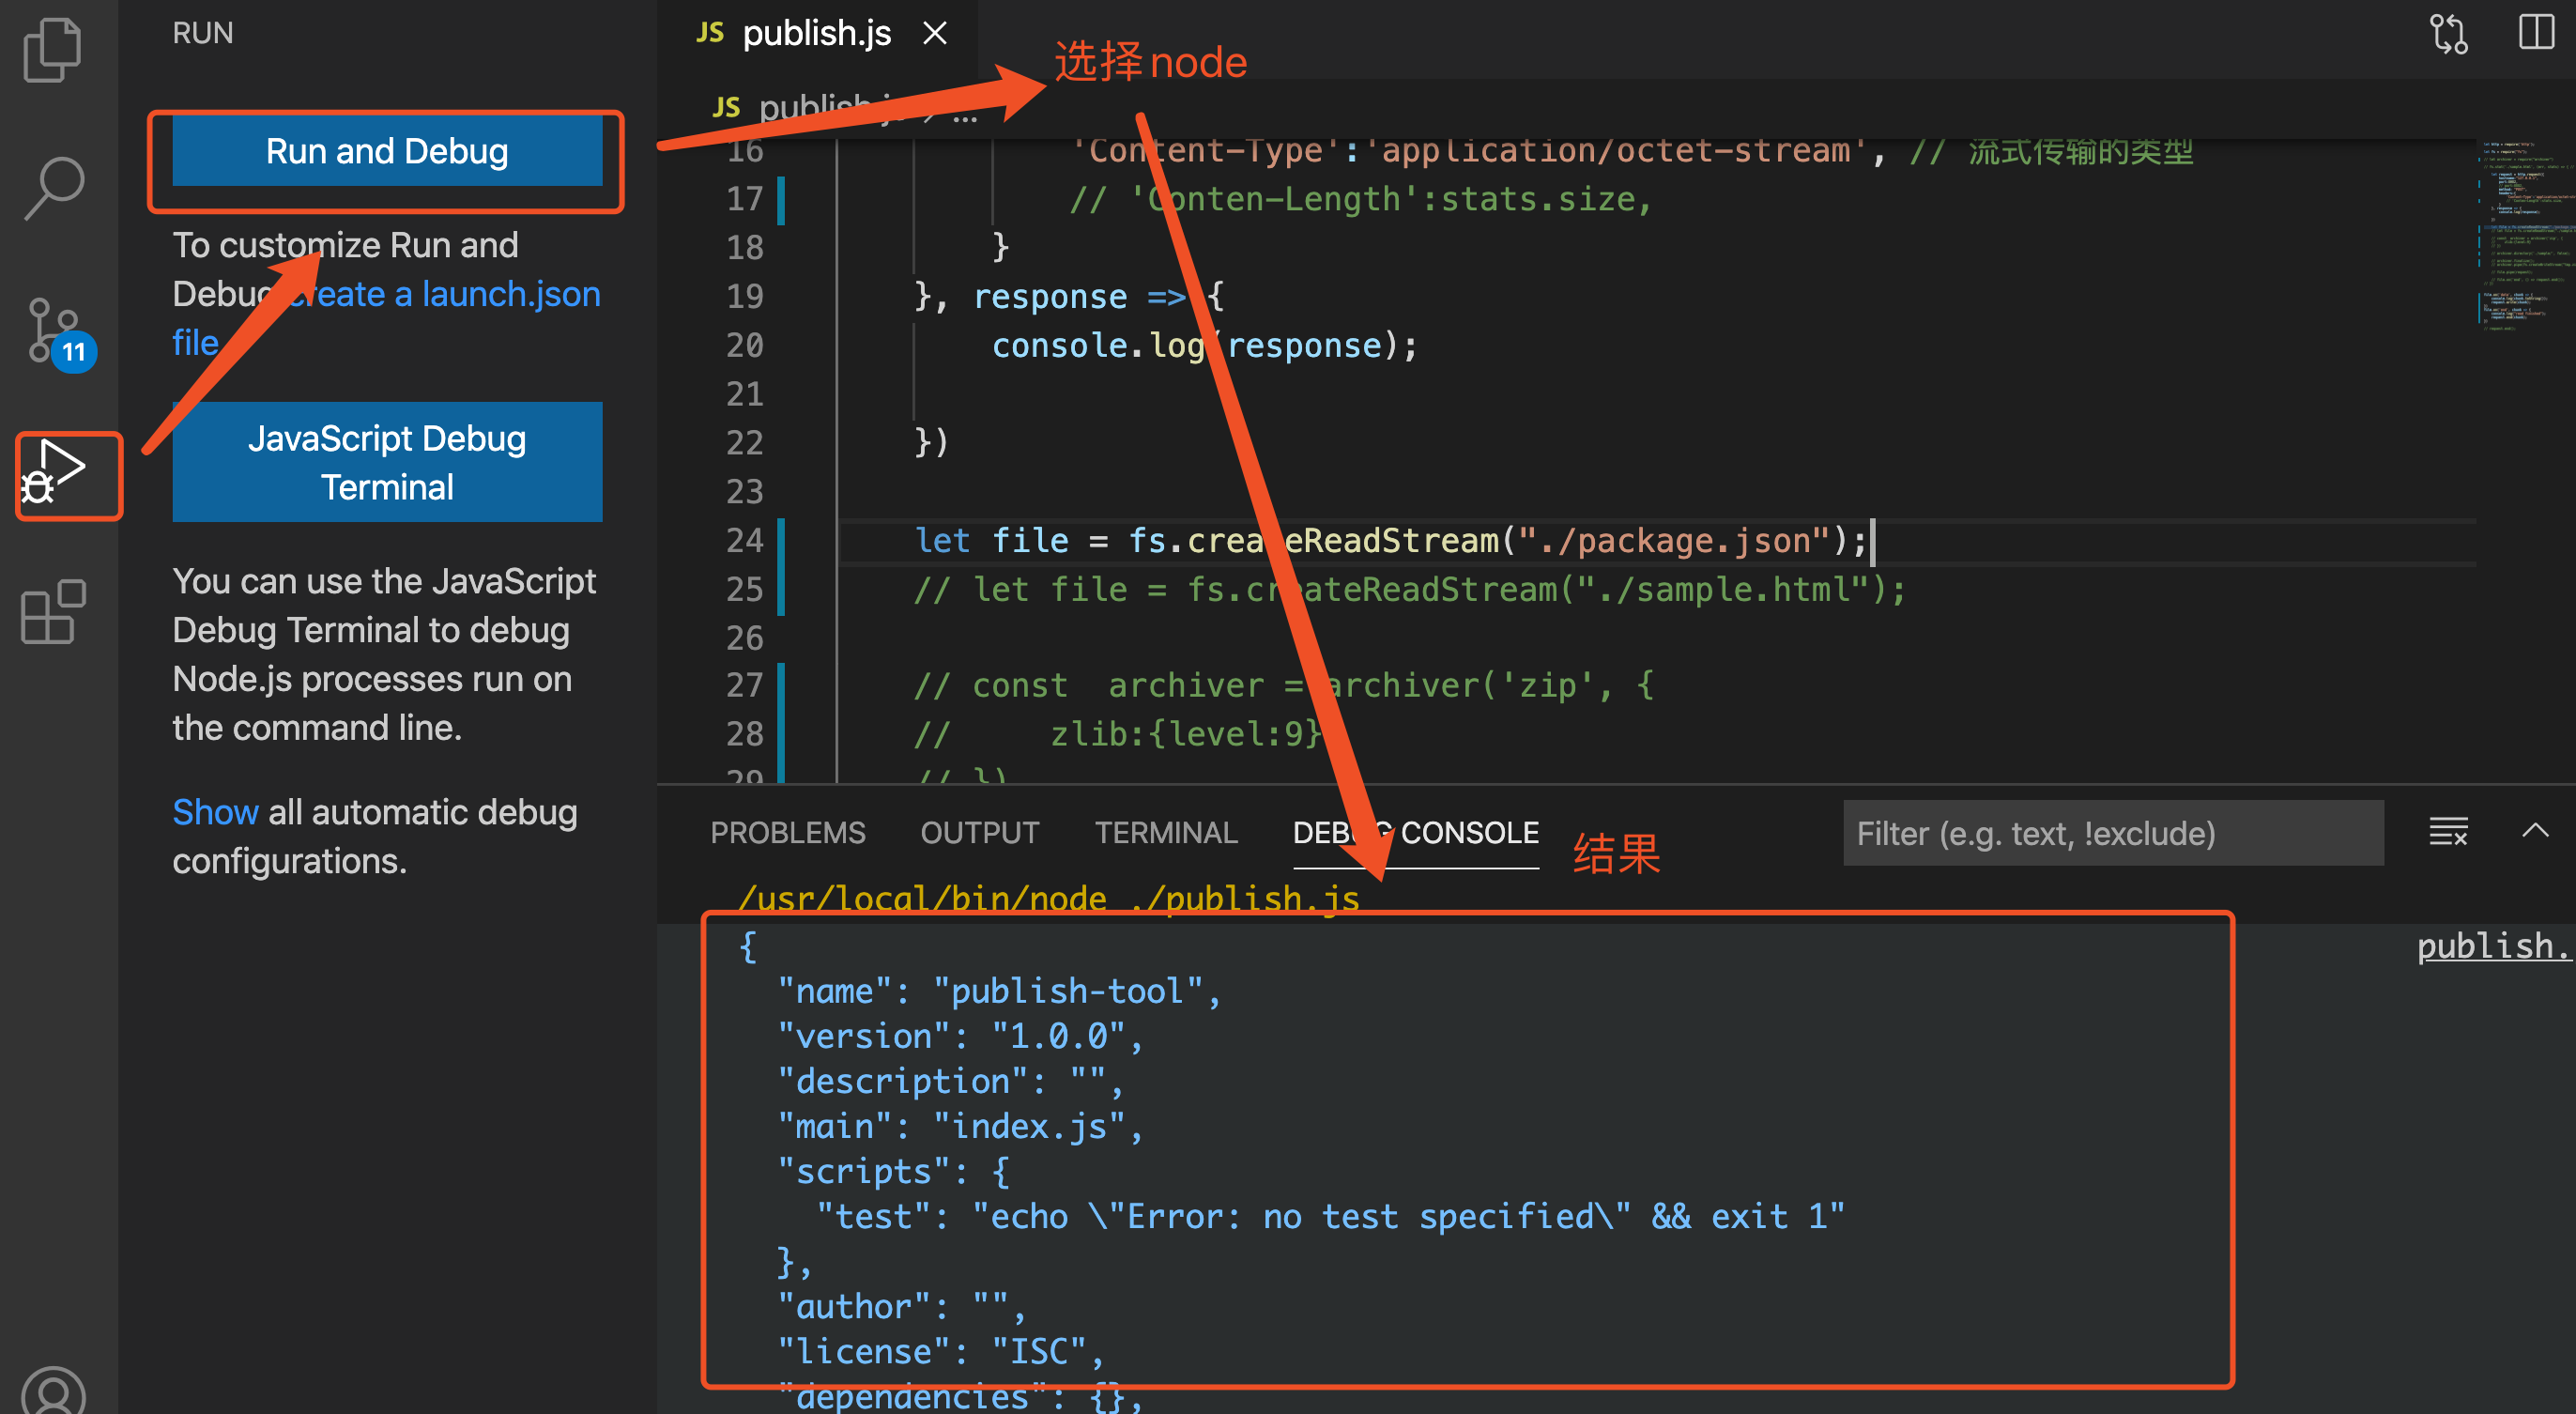 RUN
Run and Debug
To customize Run and
Debug create a launch.json
file
11
JavaScript Debug
Terminal
You can use the JavaScript
Debug Terminal to debug
Node.js processes run on
the command line.
Show all automatic debug
configurations.
JS publish.js
选择node
JS publish.js > ...
16 'Content-Type':'application/octet-stream', // 流式传输的类型
17 // 'Conten-Length':stats.size,
18 }
19 }, response => {
20 console.log(response);
21
22 })
23
24 let file = fs.createReadStream("./package.json");
25 // let file = fs.createReadStream("./sample.html");
26
27 // const  archiver = archiver('zip', {
28 //     zlib:{level:9}
29 // })
PROBLEMS OUTPUT TERMINAL DEBUG CONSOLE 结果 Filter (e.g. text, !exclude)
/usr/local/bin/node ./publish.js
{ publish.
"name": "publish-tool",
"version": "1.0.0",
"description": "",
"main": "index.js",
"scripts": {
"test": "echo \"Error: no test specified\" && exit 1"
},
"author": "",
"license": "ISC",
"dependencies": {},